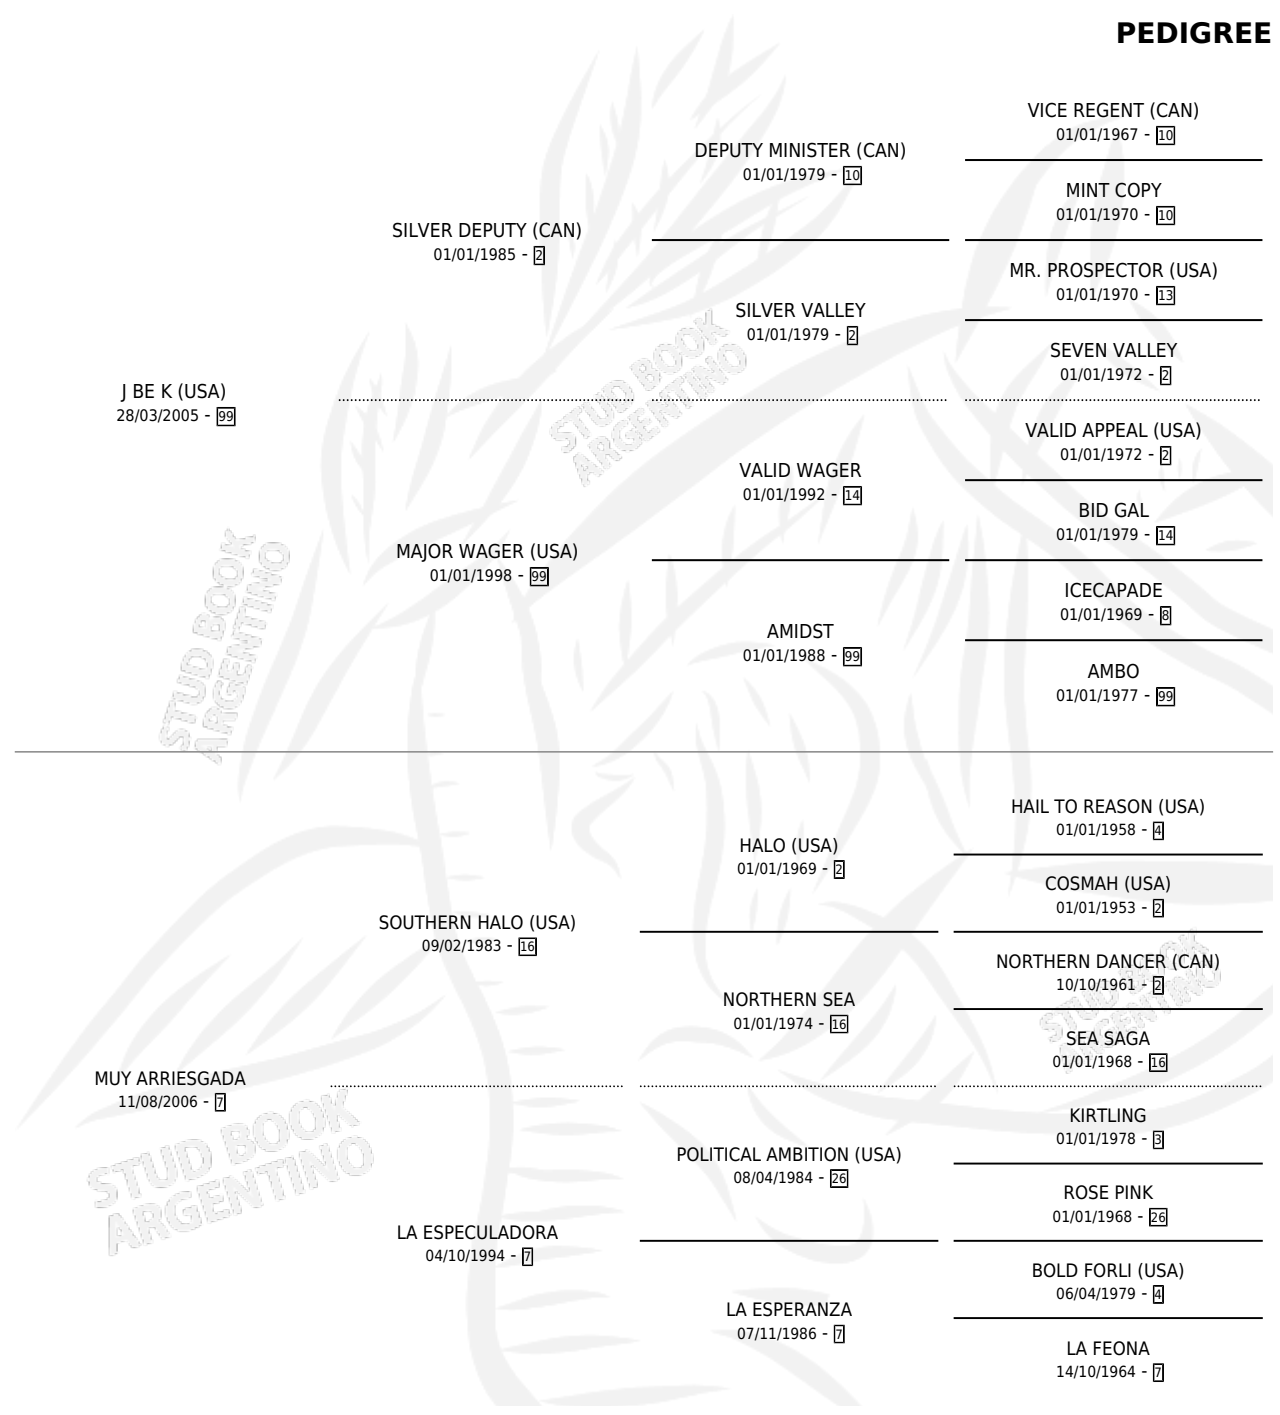 PEDIGREE
VICE REGENT (CAN)
01/01/1967 - 10
DEPUTY MINISTER (CAN)
01/01/1979 - 10
MINT COPY
01/01/1970 - 10
SILVER DEPUTY (CAN)
01/01/1985 - 2
MR. PROSPECTOR (USA)
01/01/1970 - 13
SILVER VALLEY
01/01/1979 - 2
SEVEN VALLEY
01/01/1972 - 2
J BE K (USA)
28/03/2005 - 99
VALID APPEAL (USA)
01/01/1972 - 2
VALID WAGER
01/01/1992 - 14
BID GAL
01/01/1979 - 14
MAJOR WAGER (USA)
01/01/1998 - 99
ICECAPADE
01/01/1969 - 8
AMIDST
01/01/1988 - 99
AMBO
01/01/1977 - 99
HAIL TO REASON (USA)
01/01/1958 - 4
HALO (USA)
01/01/1969 - 2
COSMAH (USA)
01/01/1953 - 2
SOUTHERN HALO (USA)
09/02/1983 - 16
NORTHERN DANCER (CAN)
10/10/1961 - 2
NORTHERN SEA
01/01/1974 - 16
SEA SAGA
01/01/1968 - 16
MUY ARRIESGADA
11/08/2006 - 7
KIRTLING
01/01/1978 - 3
POLITICAL AMBITION (USA)
08/04/1984 - 26
ROSE PINK
01/01/1968 - 26
LA ESPECULADORA
04/10/1994 - 7
BOLD FORLI (USA)
06/04/1979 - 4
LA ESPERANZA
07/11/1986 - 7
LA FEONA
14/10/1964 - 7
STUD BOOK
ARGENTINO
STUD BOOK
ARGENTINO
STUD BOOK
ARGENTINO
STUD BOOK
ARGENTINO